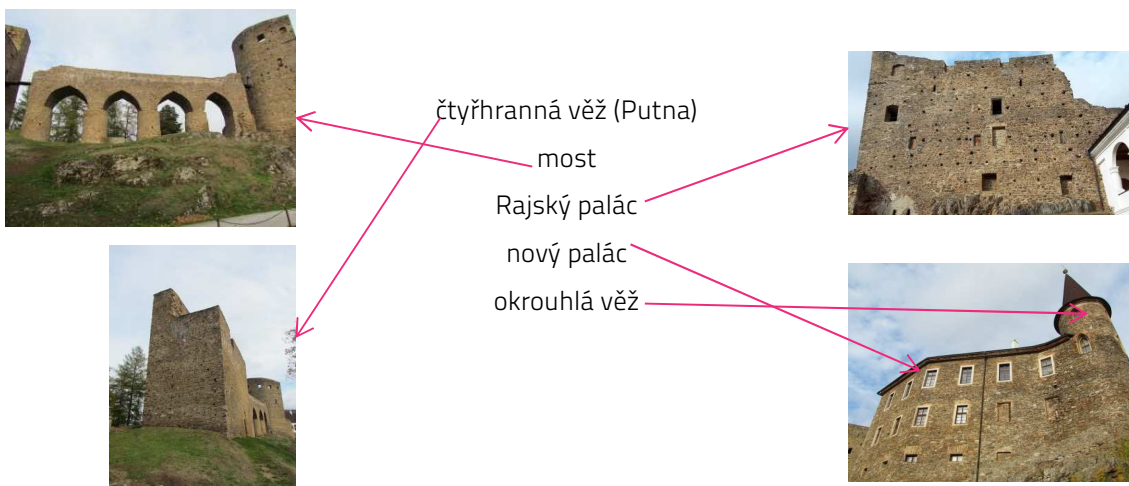 čtyřhranná věž (Putna)
most
Rajský palác
nový palác
okrouhlá věž